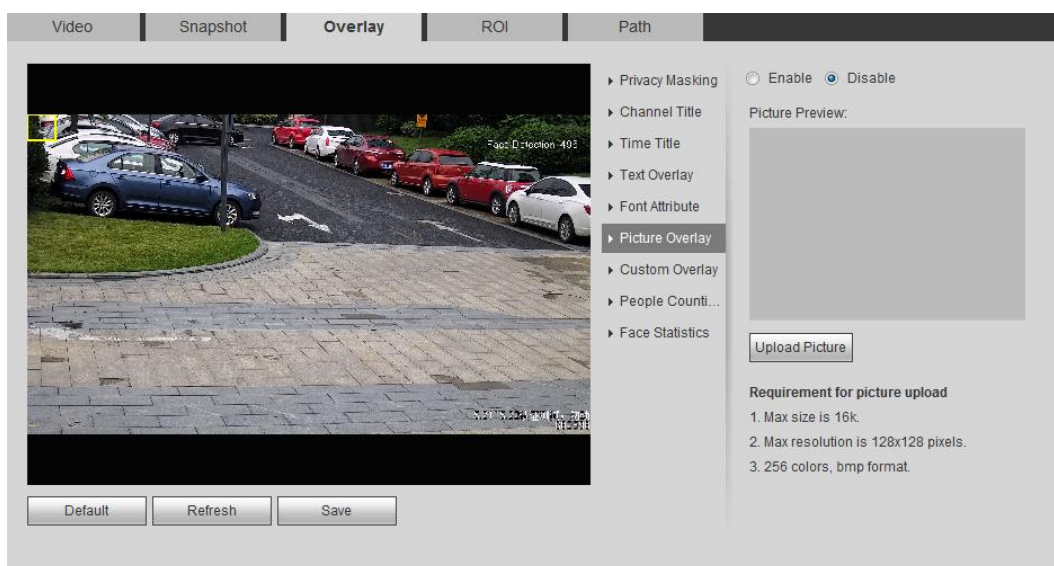 Video Snapshot Overlay ROI Path
Privacy Masking
Channel Title
Time Title
Text Overlay
Font Attribute
Picture Overlay
Custom Overlay
People Counti...
Face Statistics
Enable Disable
Picture Preview:
Upload Picture
Requirement for picture upload
1. Max size is 16k.
2. Max resolution is 128x128 pixels.
3. 256 colors, bmp format.
Face Detection
Default Refresh Save